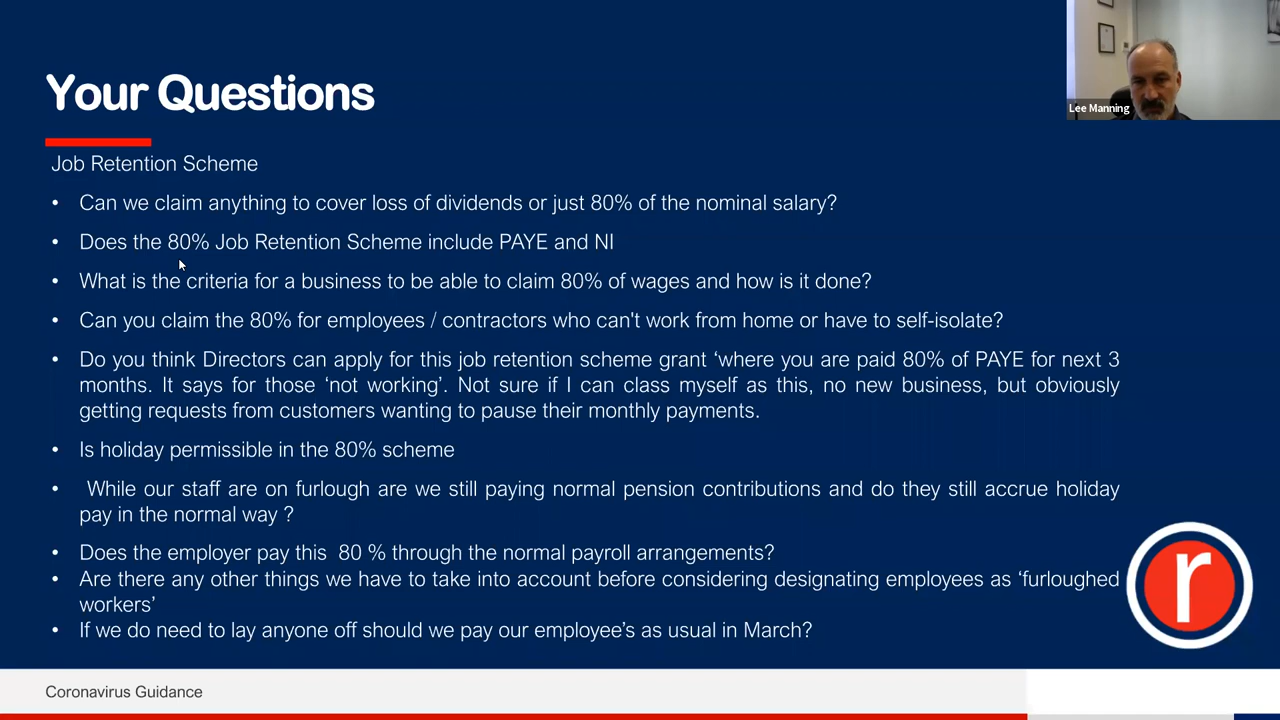 Your Questions
Lee Manning
Job Retention Scheme
• Can we claim anything to cover loss of dividends or just 80% of the nominal salary?
• Does the 80% Job Retention Scheme include PAYE and NI
• What is the criteria for a business to be able to claim 80% of wages and how is it done?
• Can you claim the 80% for employees / contractors who can't work from home or have to self-isolate?
• Do you think Directors can apply for this job retention scheme grant ‘where you are paid 80% of PAYE for next 3
months. It says for those ‘not working’. Not sure if I can class myself as this, no new business, but obviously
getting requests from customers wanting to pause their monthly payments.
• Is holiday permissible in the 80% scheme
• While our staff are on furlough are we still paying normal pension contributions and do they still accrue holiday
pay in the normal way ?
• Does the employer pay this 80 % through the normal payroll arrangements?
• Are there any other things we have to take into account before considering designating employees as ‘furloughed
workers’
• If we do need to lay anyone off should we pay our employee’s as usual in March?
r
Coronavirus Guidance